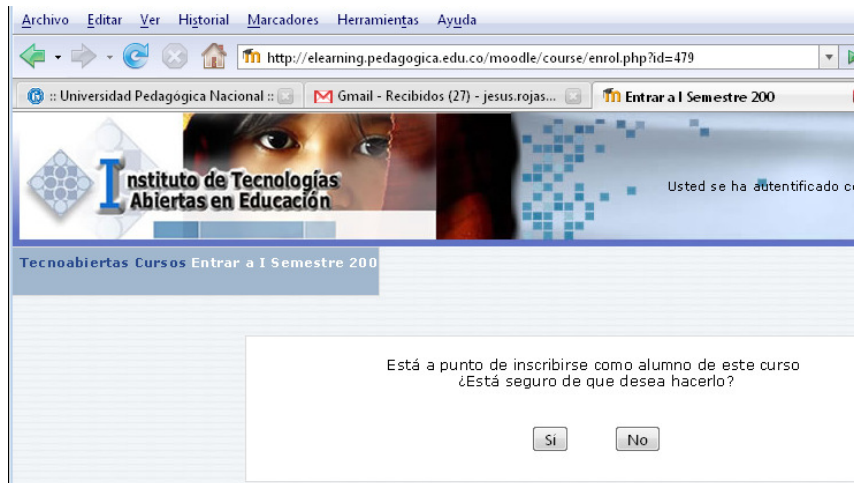 Archivo Editar Ver Historial Marcadores Herramientas Ayuda
http://elearning.pedagogica.edu.co/moodle/course/enrol.php?id=479
:: Universidad Pedagógica Nacional :: Gmail - Recibidos (27) - jesus.rojas... Entrar a I Semestre 200
Instituto de Tecnologías
Abiertas en Educación
Usted se ha autentificado co
Tecnoabiertas Cursos Entrar a I Semestre 200
Está a punto de inscribirse como alumno de este curso
¿Está seguro de que desea hacerlo?
Sí No